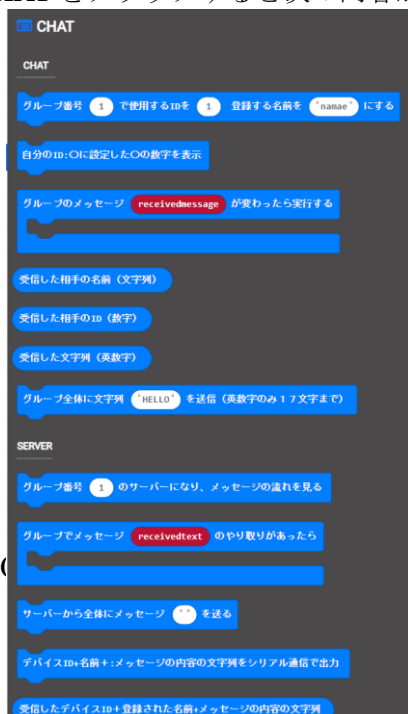 CHAT
CHAT
グループ番号 1 で使用するIDを 1 登録する名前を "namae" にする
自分のID:〇に設定した〇の数字を表示
グループのメッセージ receivedmessage が変わったら実行する
受信した相手の名前（文字列）
受信した相手のID（数字）
受信した文字列（英数字）
グループ全体に文字列 "HELLO" を送信（英数字のみ１７文字まで）
SERVER
グループ番号 1 のサーバーになり、メッセージの流れを見る
グループでメッセージ receivedtext のやり取りがあったら
サーバーから全体にメッセージ "" を送る
デバイスID+名前+:メッセージの内容の文字列をシリアル通信で出力
受信したデバイスID+登録された名前+メッセージの内容の文字列